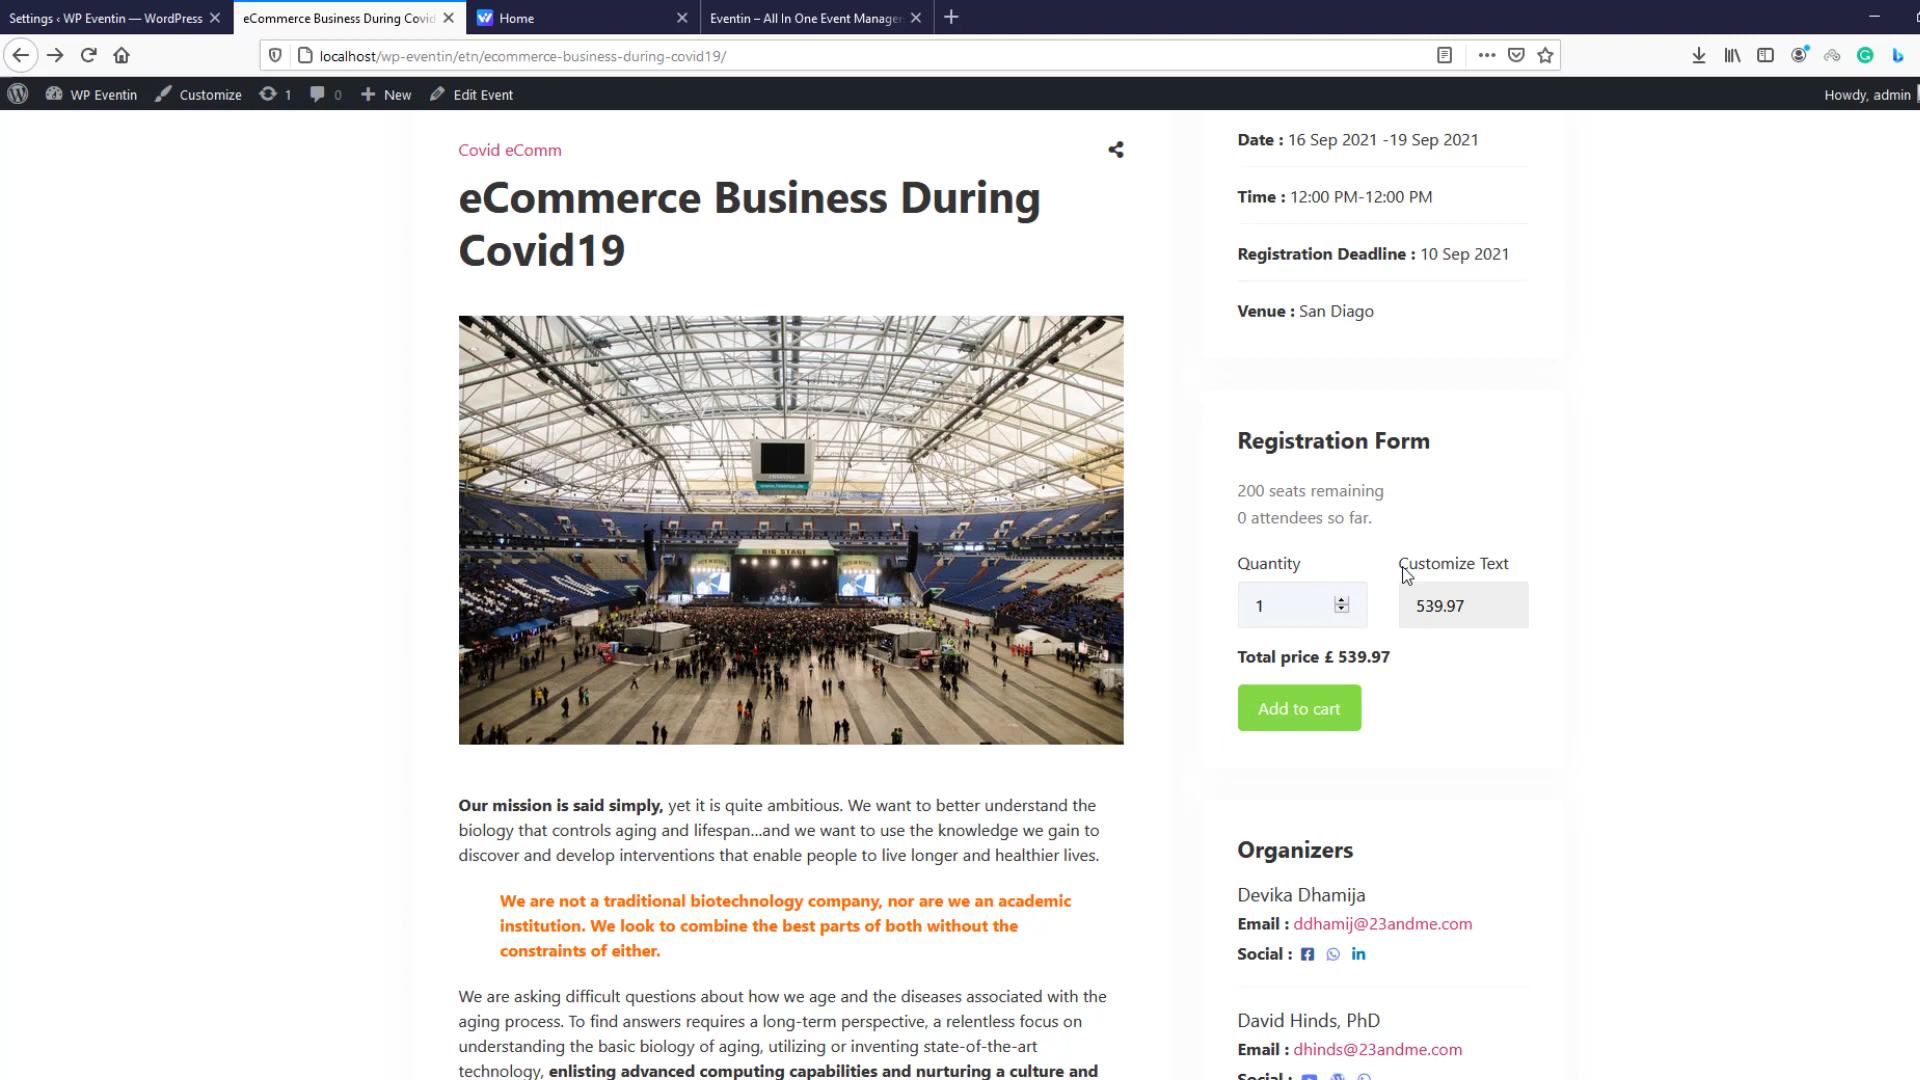 Settings ‹ WP Eventin — WordPress
eCommerce Business During Covid
Home
Eventin – All In One Event Manager
localhost/wp-eventin/etn/ecommerce-business-during-covid19/
WP Eventin
Customize
1
0
New
Edit Event
Howdy, admin
Covid eComm
eCommerce Business During
Covid19
BIG STAGE
Our mission is said simply, yet it is quite ambitious. We want to better understand the
biology that controls aging and lifespan...and we want to use the knowledge we gain to
discover and develop interventions that enable people to live longer and healthier lives.
We are not a traditional biotechnology company, nor are we an academic
institution. We look to combine the best parts of both without the
constraints of either.
We are asking difficult questions about how we age and the diseases associated with the
aging process. To find answers requires a long-term perspective, a relentless focus on
understanding the basic biology of aging, utilizing or inventing state-of-the-art
technology, enlisting advanced computing capabilities and nurturing a culture and
Date : 16 Sep 2021 -19 Sep 2021
Time : 12:00 PM-12:00 PM
Registration Deadline : 10 Sep 2021
Venue : San Diago
Registration Form
200 seats remaining
0 attendees so far.
Quantity
Customize Text
1
539.97
Total price £ 539.97
Add to cart
Organizers
Devika Dhamija
Email : ddhamij@23andme.com
Social :
David Hinds, PhD
Email : dhinds@23andme.com
Social :